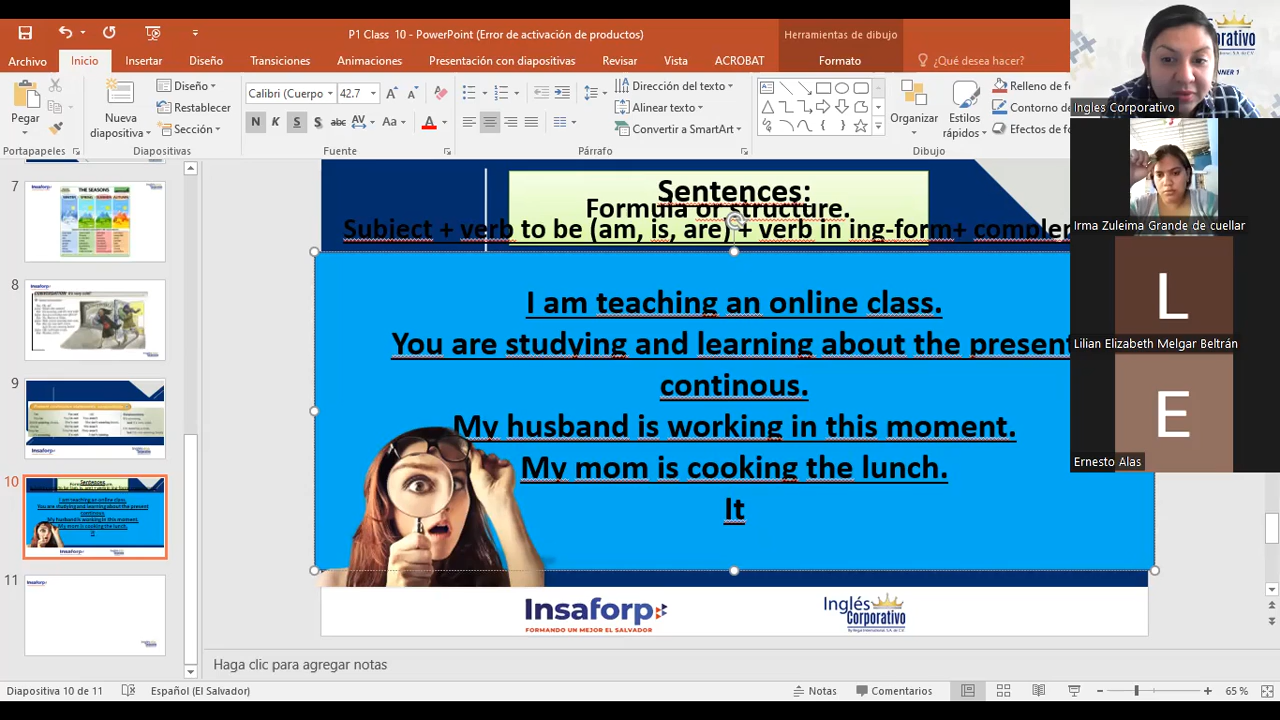 P1 Class 10 - PowerPoint (Error de activación de productos)
Herramientas de dibujo
Archivo Inicio Insertar Diseño Transiciones Animaciones Presentación con diapositivas Revisar Vista ACROBAT Formato ¿Qué desea hacer?
Pegar
Nueva diapositiva
Diseño
Restablecer
Sección
Calibri (Cuerpo 42.7
N K S S abc AV Aa A
Dirección del texto
Alinear texto
Convertir a SmartArt
Organizar
Estilos rápidos
Relleno de
Contorno de
Efectos de fo
Portapapeles Diapositivas Fuente Párrafo Dibujo
Ingles Corporativo
Irma Zuleima Grande de cuellar
L
Lilian Elizabeth Melgar Beltrán
E
Ernesto Alas
7
THE SEASONS
8
9
10
11
Sentences:
Formula or structure.
Subject + verb to be (am, is, are) + verb in ing-form
I am teaching an online class.
You are studying and learning about the present
continous.
My husband is working in this moment.
My mom is cooking the lunch.
It
Insaforp
FORMANDO UN MEJOR EL SALVADOR
Inglés
Corporativo
Haga clic para agregar notas
Diapositiva 10 de 11 Español (El Salvador) Notas Comentarios 65 %